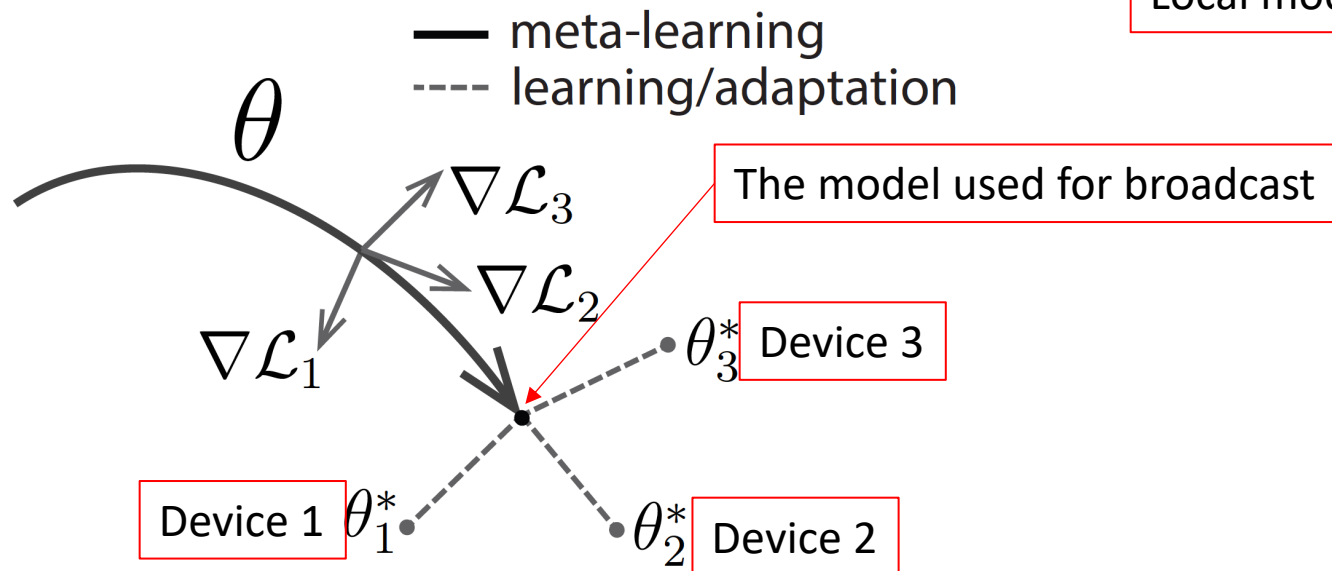 Local
meta-learning
learning/adaptation
θ
∇ℒ₃
The model used for broadcast
∇ℒ₂
∇ℒ₁
θ₃* Device 3
Device 1 θ₁*
θ₂* Device 2